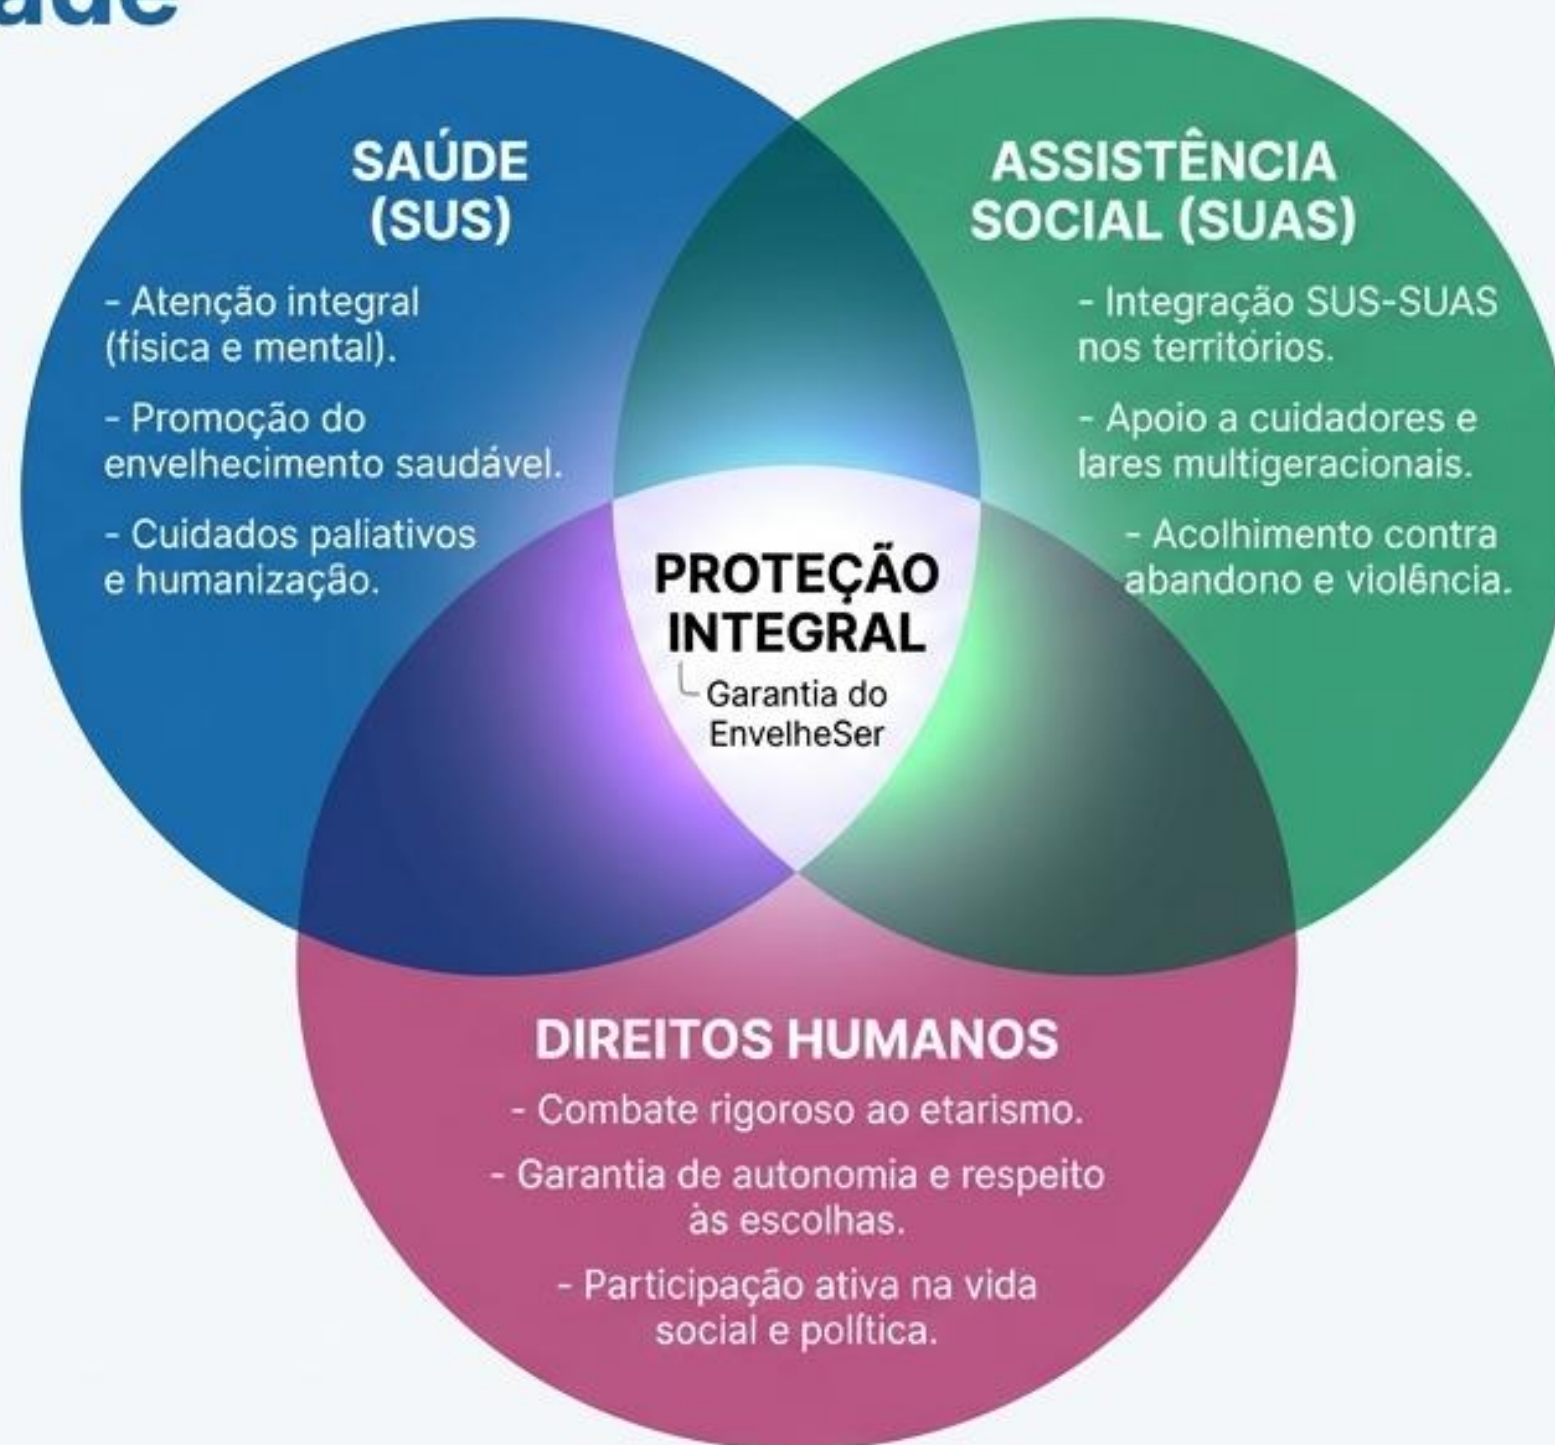 SAÚDE
(SUS)
- Atenção integral
(física e mental).
- Promoção do
envelhecimento saudável.
- Cuidados paliativos
e humanização.
ASSISTÊNCIA
SOCIAL (SUAS)
- Integração SUS-SUAS
nos territórios.
- Apoio a cuidadores e
lares multigeracionais.
- Acolhimento contra
abandono e violência.
PROTEÇÃO
INTEGRAL
Garantia do
EnvelheSer
DIREITOS HUMANOS
- Combate rigoroso ao etarismo.
- Garantia de autonomia e respeito
às escolhas.
- Participação ativa na vida
social e política.